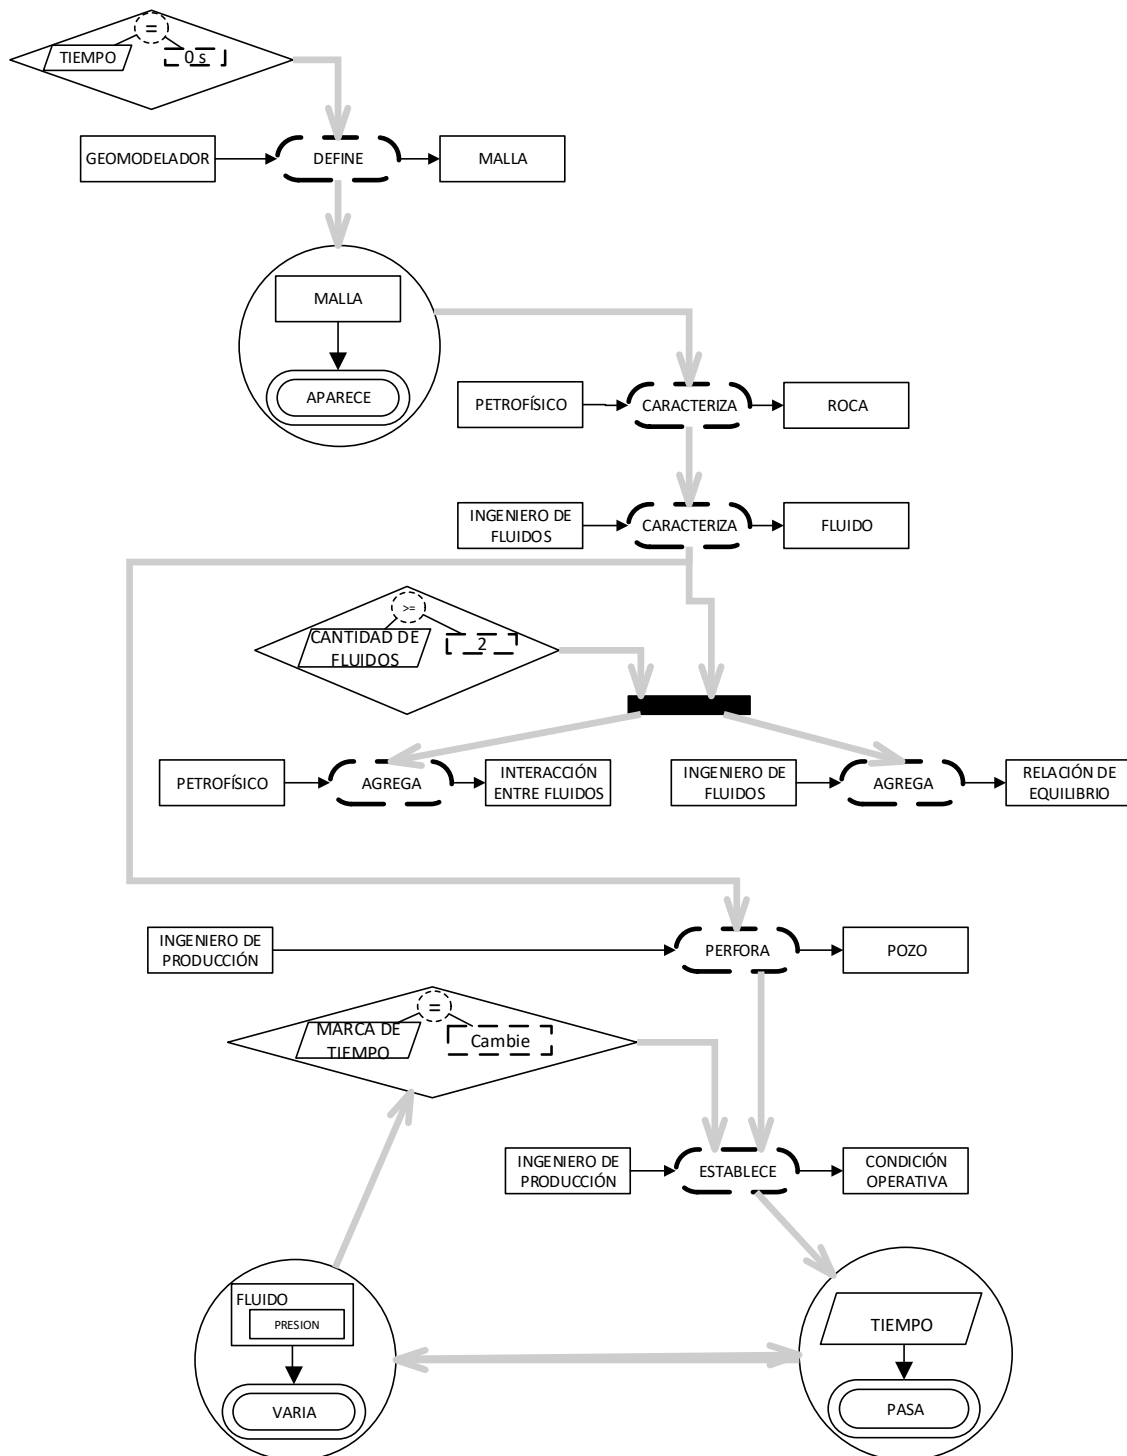 =
TIEMPO
0 s
GEOMODELADOR
DEFINE
MALLA
MALLA
APARECE
PETROFÍSICO
CARACTERIZA
ROCA
INGENIERO DE
FLUIDOS
CARACTERIZA
FLUIDO
>=
CANTIDAD DE
FLUIDOS
2
PETROFÍSICO
AGREGA
INTERACCIÓN
ENTRE FLUIDOS
INGENIERO DE
FLUIDOS
AGREGA
RELACIÓN DE
EQUILIBRIO
INGENIERO DE
PRODUCCIÓN
PERFORA
POZO
=
MARCA DE
TIEMPO
Cambie
INGENIERO DE
PRODUCCIÓN
ESTABLECE
CONDICIÓN
OPERATIVA
FLUIDO
PRESION
VARIA
TIEMPO
PASA